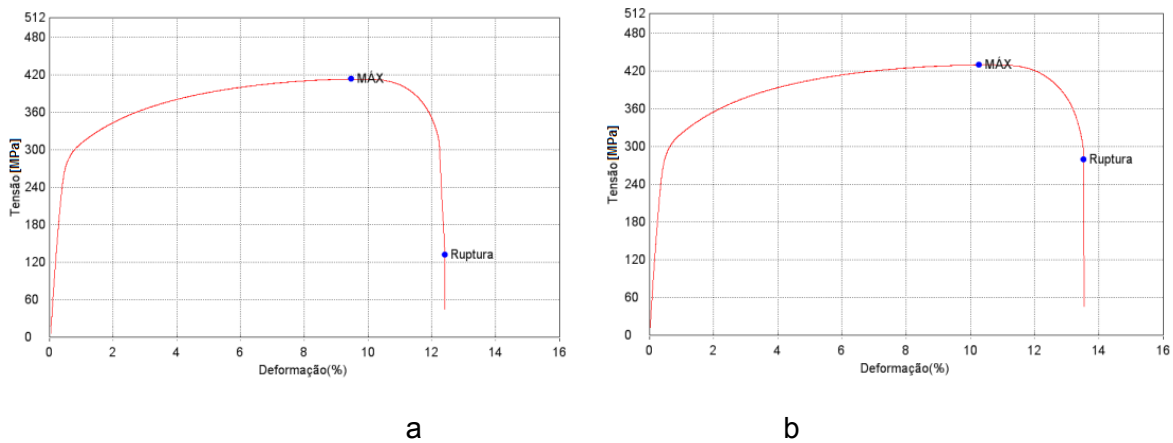 512
480
420
360
300
240
180
120
60
0
Tensão [MPa]
MÁX
Ruptura
0 2 4 6 8 10 12 14 16
Deformação(%)
a
512
480
420
360
300
240
180
120
60
0
Tensão [MPa]
MÁX
Ruptura
0 2 4 6 8 10 12 14 16
Deformação(%)
b